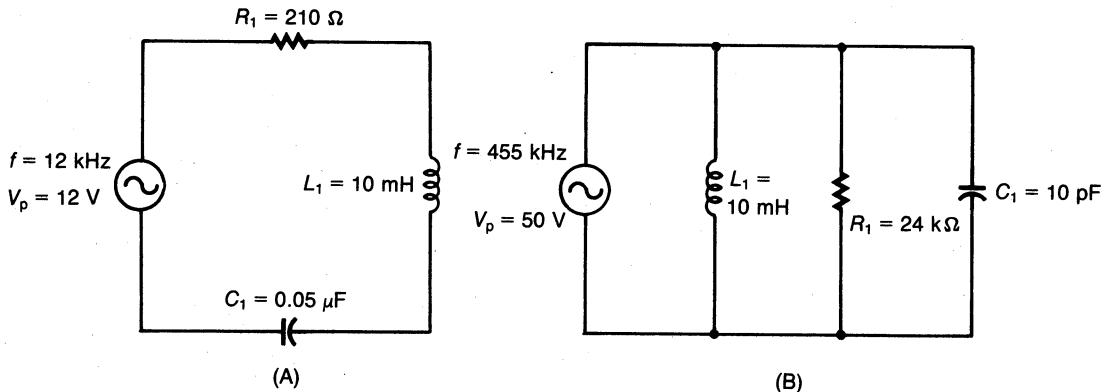 R₁ = 210 Ω
f = 12 kHz
Vₚ = 12 V
L₁ = 10 mH
C₁ = 0.05 μF
(A)
f = 455 kHz
Vₚ = 50 V
L₁ =
10 mH
R₁ = 24 kΩ
C₁ = 10 pF
(B)